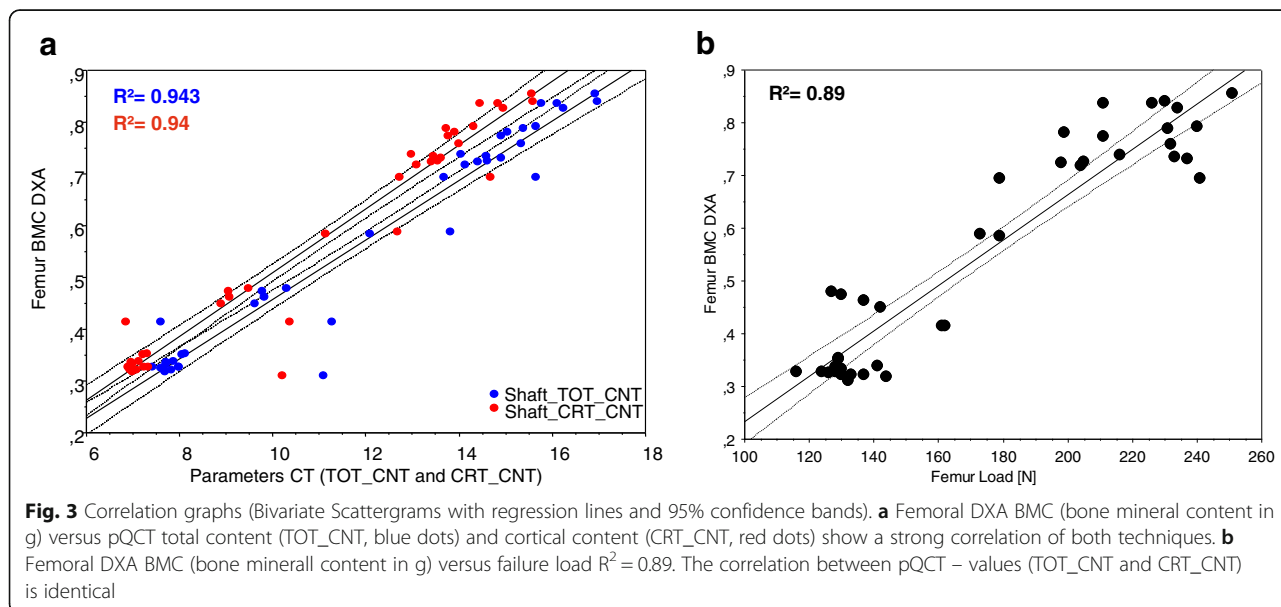 a
b
R²= 0.943
R²= 0.94
R²= 0.89
Femur BMC DXA
,9
,8
,7
,6
,5
,4
,3
,2
6 8 10 12 14 16 18
Parameters CT (TOT_CNT and CRT_CNT)
Shaft_TOT_CNT
Shaft_CRT_CNT
Femur BMC DXA
,9
,8
,7
,6
,5
,4
,3
,2
100 120 140 160 180 200 220 240 260
Femur Load [N]
Fig. 3 Correlation graphs (Bivariate Scattergrams with regression lines and 95% confidence bands). a Femoral DXA BMC (bone mineral content in
g) versus pQCT total content (TOT_CNT, blue dots) and cortical content (CRT_CNT, red dots) show a strong correlation of both techniques. b
Femoral DXA BMC (bone minerall content in g) versus failure load R² = 0.89. The correlation between pQCT – values (TOT_CNT and CRT_CNT)
is identical